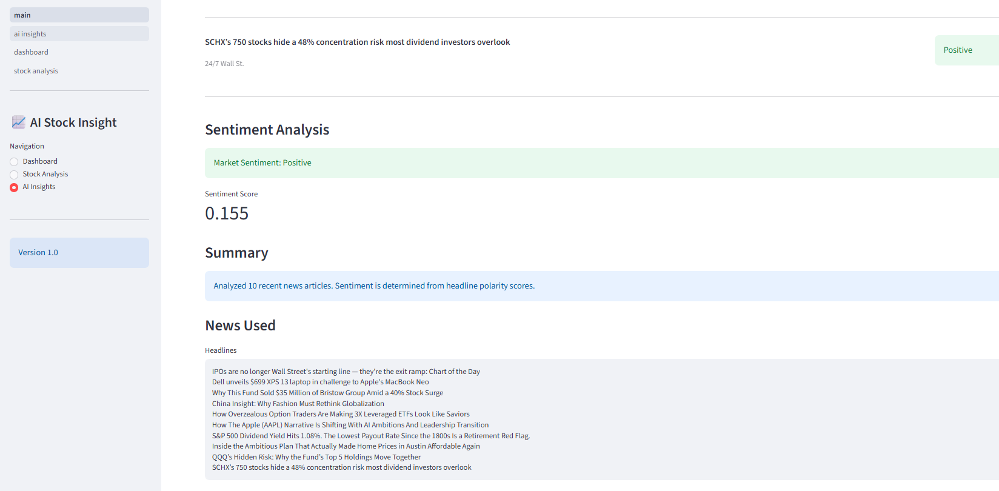 main
ai insights
dashboard
stock analysis
AI Stock Insight
Navigation
Dashboard
Stock Analysis
AI Insights
Version 1.0
SCHX’s 750 stocks hide a 48% concentration risk most dividend investors overlook
24/7 Wall St.
Positive
Sentiment Analysis
Market Sentiment: Positive
Sentiment Score
0.155
Summary
Analyzed 10 recent news articles. Sentiment is determined from headline polarity scores.
News Used
Headlines
IPOs are no longer Wall Street's starting line — they're the exit ramp: Chart of the Day
Dell unveils $699 XPS 13 laptop in challenge to Apple's MacBook Neo
Why This Fund Sold $35 Million of Bristow Group Amid a 40% Stock Surge
China Insight: Why Fashion Must Rethink Globalization
How Overzealous Option Traders Are Making 3X Leveraged ETFs Look Like Saviors
How The Apple (AAPL) Narrative Is Shifting With AI Ambitions And Leadership Transition
S&P 500 Dividend Yield Hits 1.08%. The Lowest Payout Rate Since the 1800s Is a Retirement Red Flag.
Inside the Ambitious Plan That Actually Made Home Prices in Austin Affordable Again
QQQ’s Hidden Risk: Why the Fund’s Top 5 Holdings Move Together
SCHX’s 750 stocks hide a 48% concentration risk most dividend investors overlook